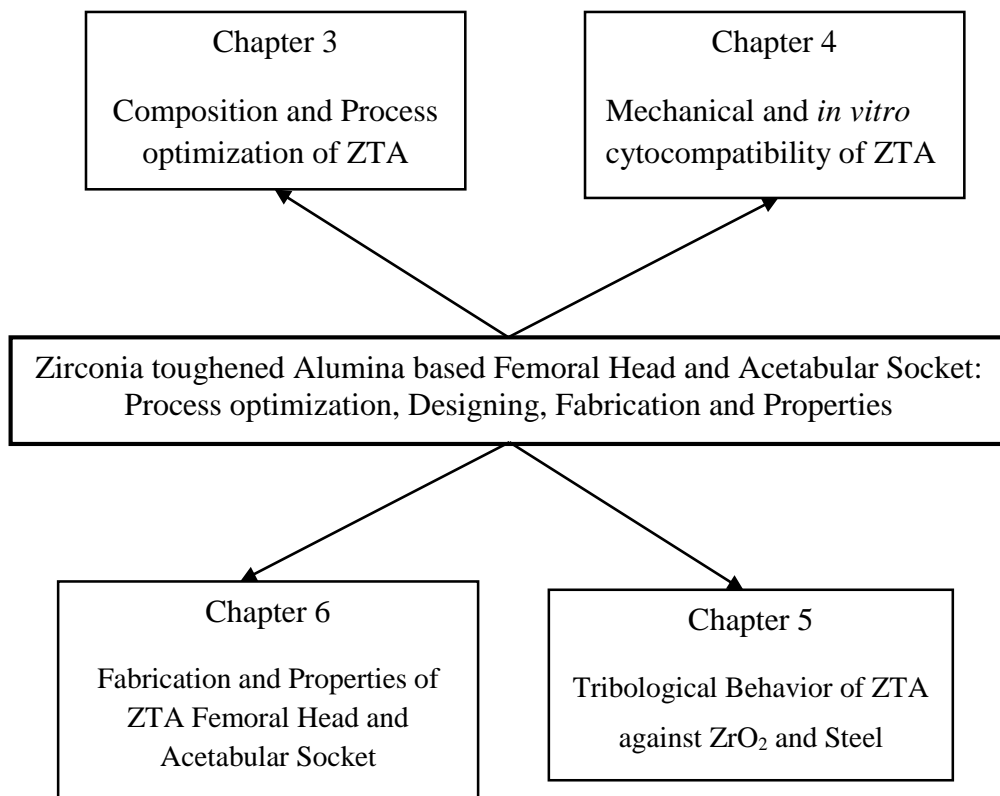 Chapter 3
Composition and Process
optimization of ZTA
Chapter 4
Mechanical and in vitro
cytocompatibility of ZTA
Zirconia toughened Alumina based Femoral Head and Acetabular Socket:
Process optimization, Designing, Fabrication and Properties
Chapter 6
Fabrication and Properties of
ZTA Femoral Head and
Acetabular Socket
Chapter 5
Tribological Behavior of ZTA
against ZrO₂ and Steel